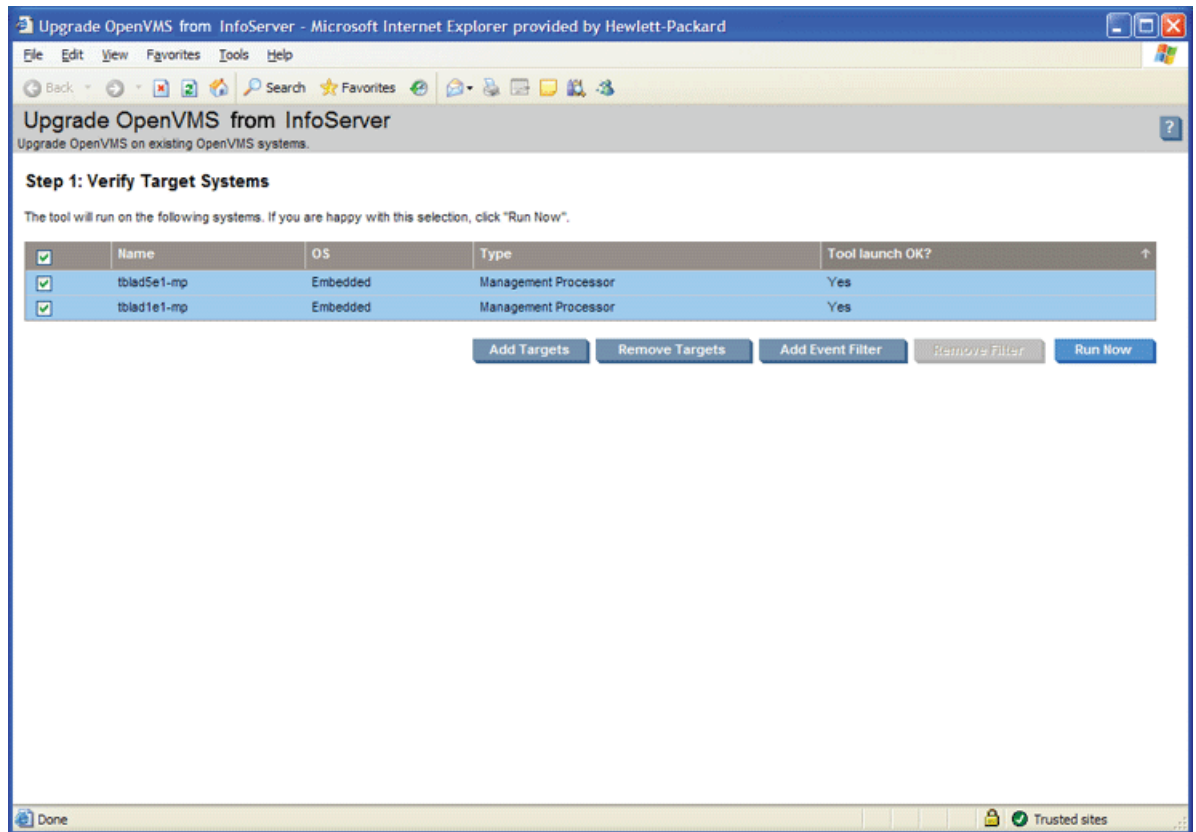 Upgrade OpenVMS from InfoServer - Microsoft Internet Explorer provided by Hewlett-Packard
File Edit View Favorites Tools Help
Back Search Favorites
Upgrade OpenVMS from InfoServer
?
Upgrade OpenVMS on existing OpenVMS systems.
Step 1: Verify Target Systems
The tool will run on the following systems. If you are happy with this selection, click "Run Now".
Name OS Type Tool launch OK? ↑
tblad5e1-mp Embedded Management Processor Yes
tblad1e1-mp Embedded Management Processor Yes
Add Targets Remove Targets Add Event Filter Remove Filter Run Now
Done Trusted sites